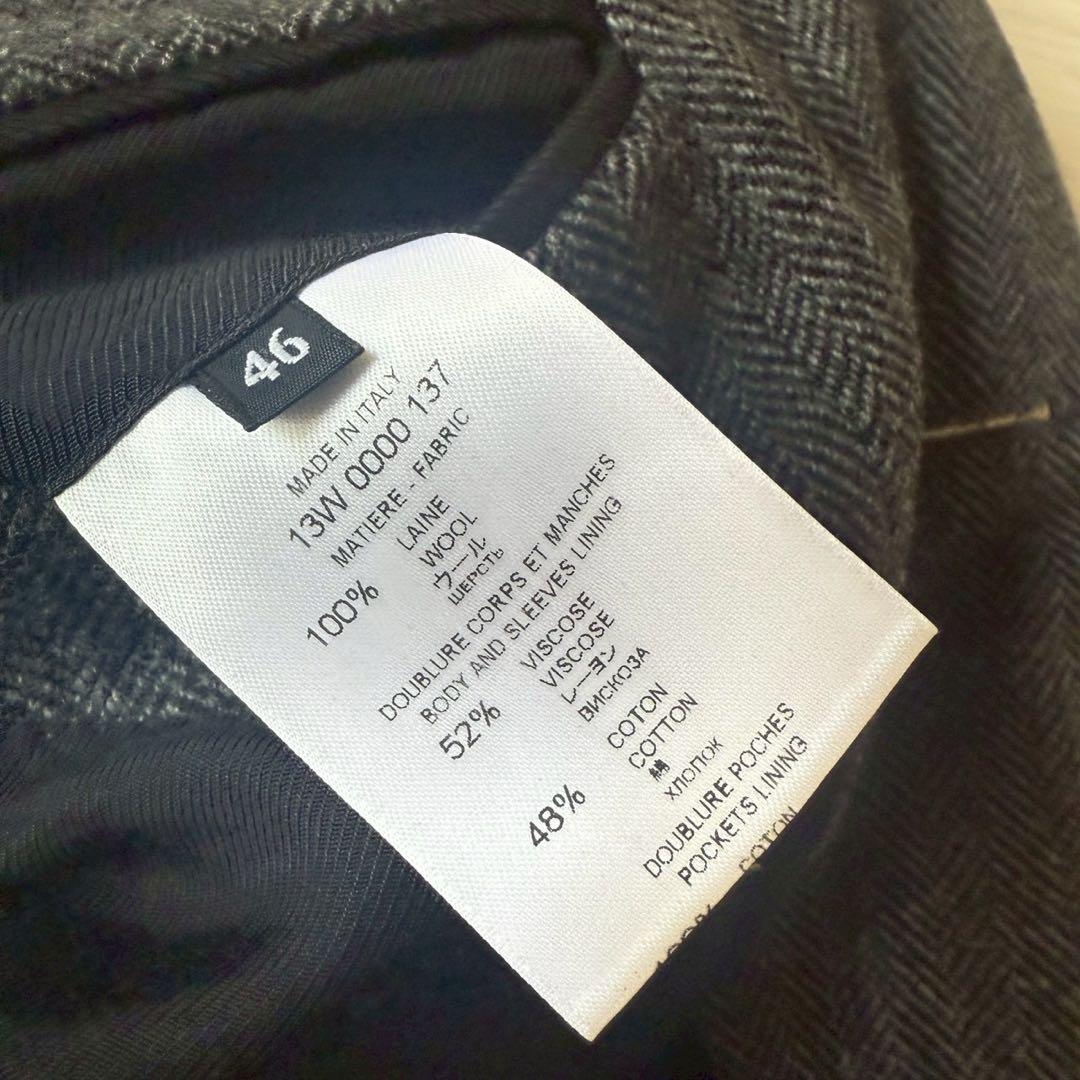 46
MADE IN ITALY
13W 0000 137
MATIERE - FABRIC
100% LAINE
WOOL
ウール
ШЕРСТЬ
DOUBLURE CORPS ET MANCHES
BODY AND SLEEVES LINING
52% VISCOSE
VISCOSE
レーヨン
ВИСКОЗА
48% COTON
COTTON
綿
ХЛОПОК
DOUBLURE POCHES
POCKETS LINING
COTON